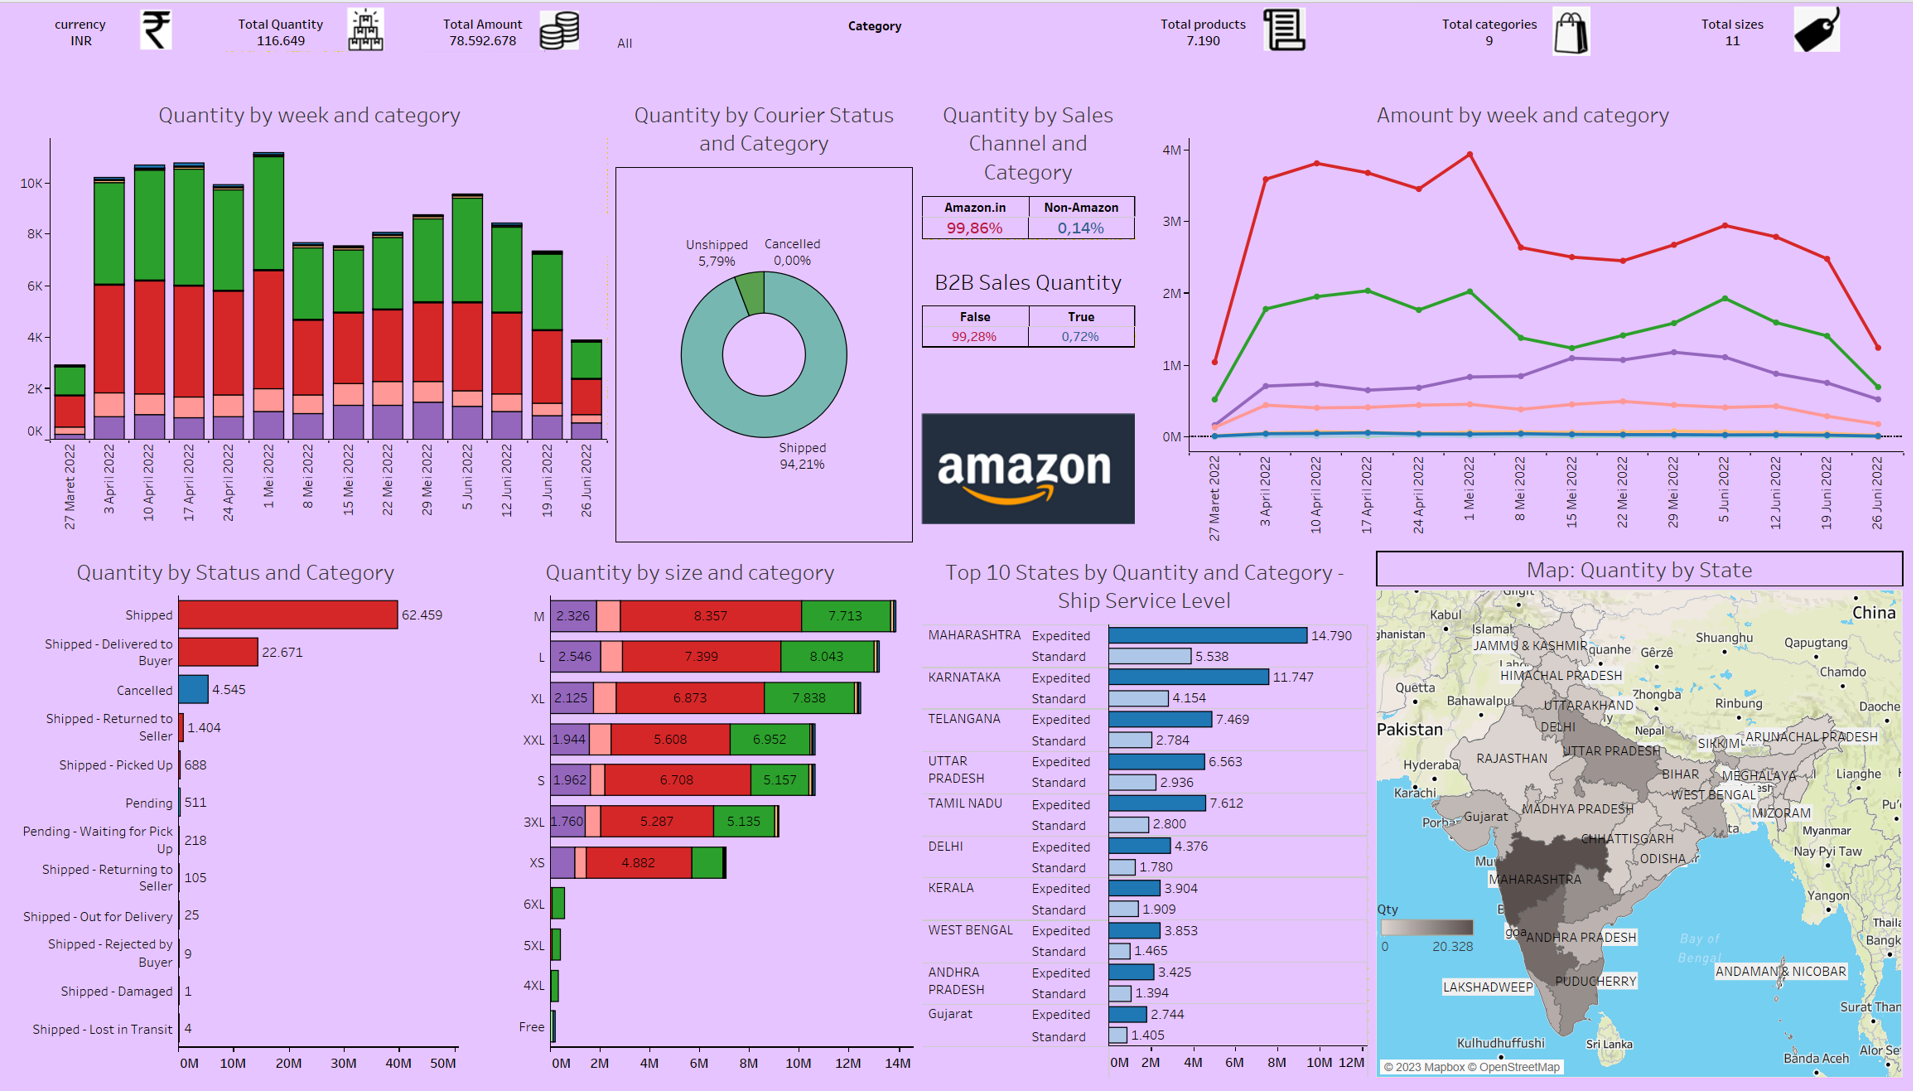 currency
INR
Total Quantity
116.649
Total Amount
78.592.678
All
Category
Total products
7.190
Total categories
9
Total sizes
11
Quantity by week and category
10K
8K
6K
4K
2K
0K
27 Maret 2022
3 April 2022
10 April 2022
17 April 2022
24 April 2022
1 Mei 2022
8 Mei 2022
15 Mei 2022
22 Mei 2022
29 Mei 2022
5 Juni 2022
12 Juni 2022
19 Juni 2022
26 Juni 2022
Quantity by Courier Status
and Category
Unshipped
5,79%
Cancelled
0,00%
Shipped
94,21%
Quantity by Sales
Channel and
Category
Amazon.in
Non-Amazon
99,86%
0,14%
B2B Sales Quantity
False
True
99,28%
0,72%
amazon
Amount by week and category
4M
3M
2M
1M
0M
27 Maret 2022
3 April 2022
10 April 2022
17 April 2022
24 April 2022
1 Mei 2022
8 Mei 2022
15 Mei 2022
22 Mei 2022
29 Mei 2022
5 Juni 2022
12 Juni 2022
19 Juni 2022
26 Juni 2022
Quantity by Status and Category
Shipped
62.459
Shipped - Delivered to
Buyer
22.671
Cancelled
4.545
Shipped - Returned to
Seller
1.404
Shipped - Picked Up
688
Pending
511
Pending - Waiting for Pick
Up
218
Shipped - Returning to
Seller
105
Shipped - Out for Delivery
25
Shipped - Rejected by
Buyer
9
Shipped - Damaged
1
Shipped - Lost in Transit
4
0M 10M 20M 30M 40M 50M
Quantity by size and category
M 2.326 8.357 7.713
L 2.546 7.399 8.043
XL 2.125 6.873 7.838
XXL 1.944 5.608 6.952
S 1.962 6.708 5.157
3XL 1.760 5.287 5.135
XS 4.882
6XL
5XL
4XL
Free
0M 2M 4M 6M 8M 10M 12M 14M
Top 10 States by Quantity and Category -
Ship Service Level
MAHARASHTRA Expedited 14.790
Standard 5.538
KARNATAKA Expedited 11.747
Standard 4.154
TELANGANA Expedited 7.469
Standard 2.784
UTTAR
PRADESH
Expedited 6.563
Standard 2.936
TAMIL NADU Expedited 7.612
Standard 2.800
DELHI Expedited 4.376
Standard 1.780
KERALA Expedited 3.904
Standard 1.909
WEST BENGAL Expedited 3.853
Standard 1.465
ANDHRA
PRADESH
Expedited 3.425
Standard 1.394
Gujarat Expedited 2.744
Standard 1.405
0M 2M 4M 6M 8M 10M 12M
Map: Quantity by State
Kabul
China
ghanistan
Islamal
Shuanghu
Qapugtang
JAMMU & KASHMIR
quanhe
Gêrzê
HIMACHAL PRADESH
Chamdo
Quetta
Zhongba
Bahawalpu
UTTARAKHAND
Rinbung
Daoche
Pakistan
DELHI
Nepal
SIKKIM
ARUNACHAL PRADESH
UTTAR PRADESH
RAJASTHAN
Hyderaba
BIHAR
MEGHALAYA
Lianghe
Karachi
WEST BENGAL
MADHYA PRADESH
MIZORAM
Porba
Gujarat
Myanmar
CHHATTISGARH
Nay Pyi Taw
ODISHA
Mu
MAHARASHTRA
Yangon
Qty
0
20.328
goa
ANDHRA PRADESH
Bay of
Bengal
Thaila
Bangk
ANDAMAN & NICOBAR
LAKSHADWEEP
PUDUCHERRY
Surat Than
Kulhudhuffushi
Sri Lanka
Banda Aceh
Alor Se
© 2023 Mapbox © OpenStreetMap